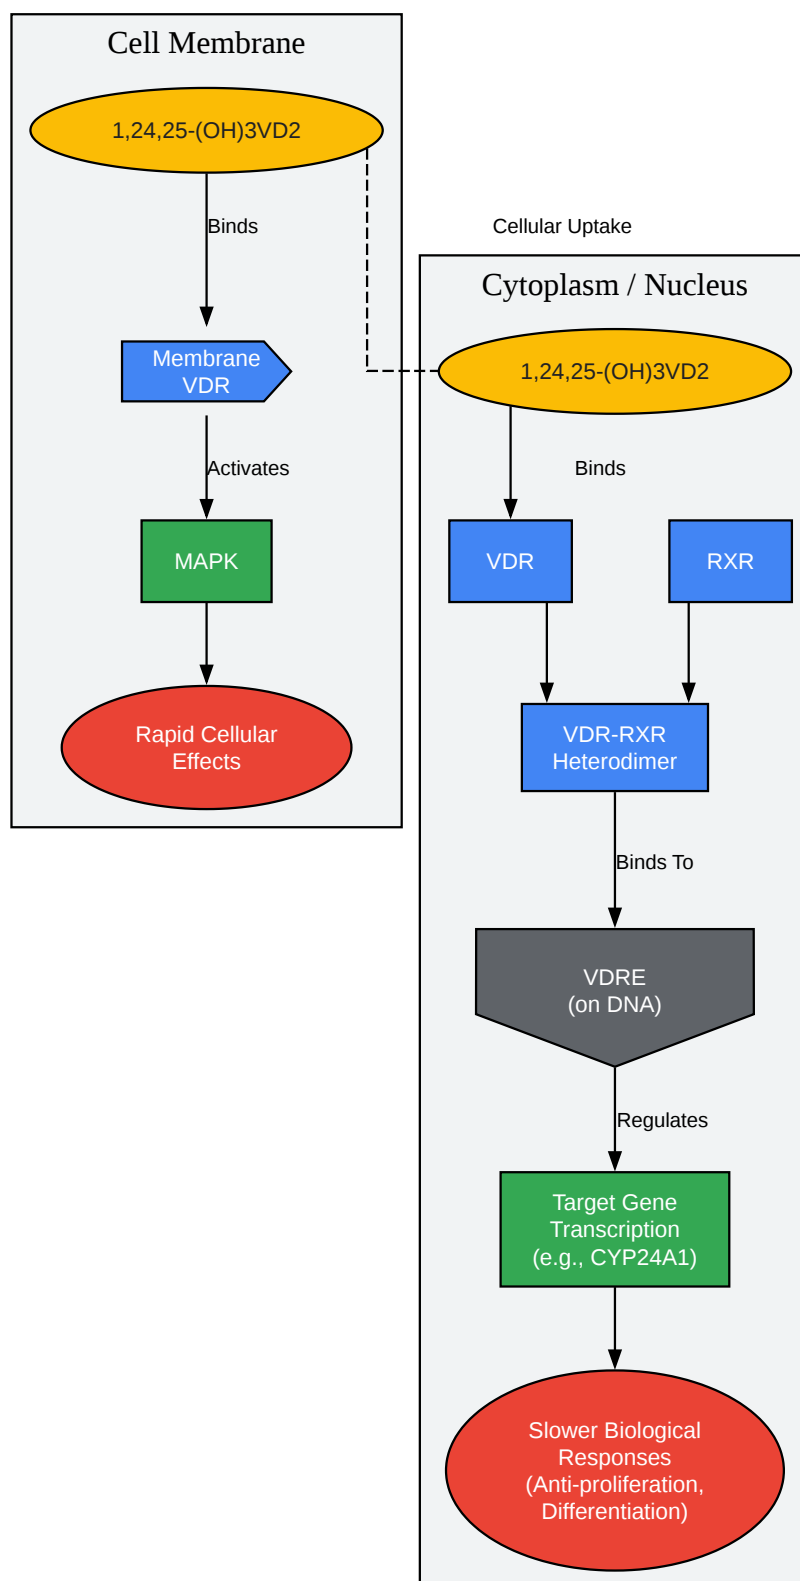 Cell Membrane
1,24,25-(OH)3VD2
Binds
Membrane
VDR
Activates
MAPK
Rapid Cellular
Effects
Cellular Uptake
Cytoplasm / Nucleus
1,24,25-(OH)3VD2
Binds
VDR
RXR
VDR-RXR
Heterodimer
Binds To
VDRE
(on DNA)
Regulates
Target Gene
Transcription
(e.g., CYP24A1)
Slower Biological
Responses
(Anti-proliferation,
Differentiation)